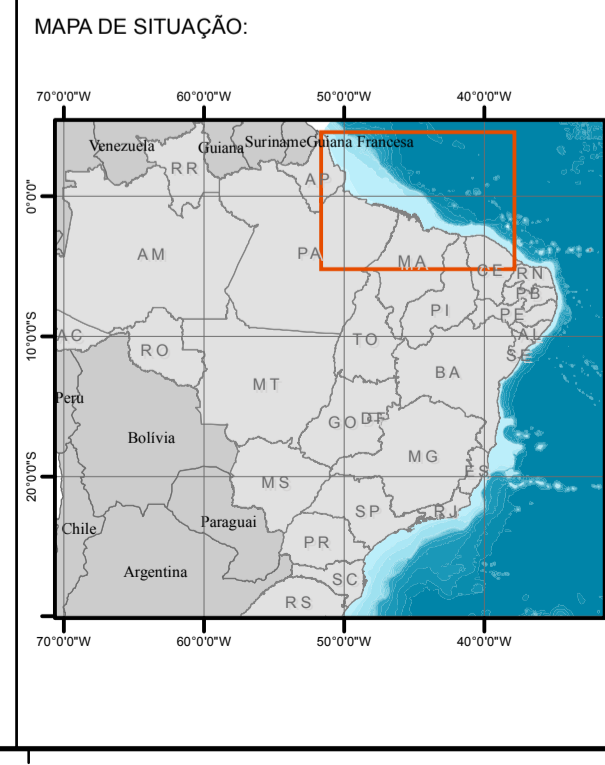 MAPA DE SITUAÇÃO:
70°0'0"W 60°0'0"W 50°0'0"W 40°0'0"W
Venezuela Guiana Suriname Guiana Francesa
RR AP
0°0'0"
AM PA MA CE RN
PB
PI PE
10°0'0"S AC RO TO AL
SE
MT BA
Peru
GO DF
Bolívia
MG
20°0'0"S MS ES
SP RJ
Chile Paraguai
PR
Argentina SC
RS
70°0'0"W 60°0'0"W 50°0'0"W 40°0'0"W